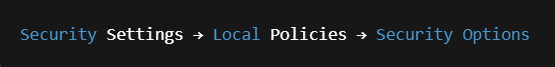 Security Settings → Local Policies → Security Options